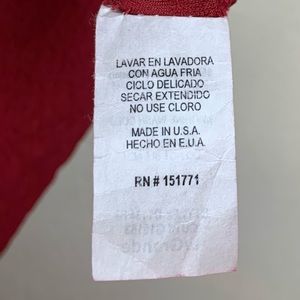 LAVAR EN LAVADORA
CON AGUA FRIA
CICLO DELICADO
SECAR EXTENDIDO
NO USE CLORO
MADE IN U.S.A.
HECHO EN E.U.A.
RN # 151771